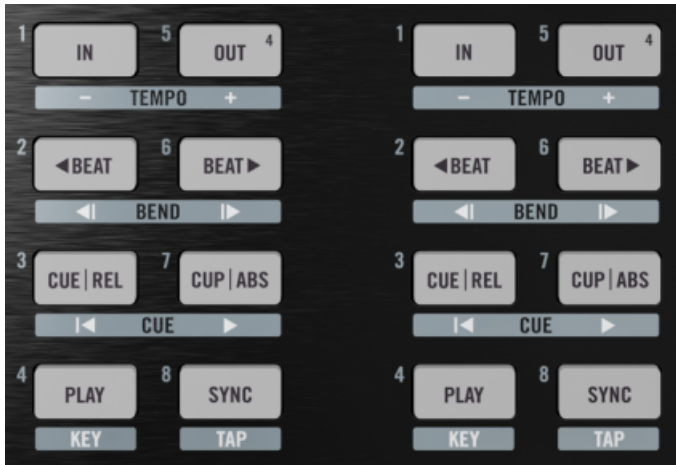 1 IN 5 OUT 4 1 IN 5 OUT 4
− TEMPO + − TEMPO +
2 ◀BEAT 6 BEAT▶ 2 ◀BEAT 6 BEAT▶
BEND BEND
3 CUE|REL 7 CUP|ABS 3 CUE|REL 7 CUP|ABS
CUE CUE
4 PLAY 8 SYNC 4 PLAY 8 SYNC
KEY TAP KEY TAP